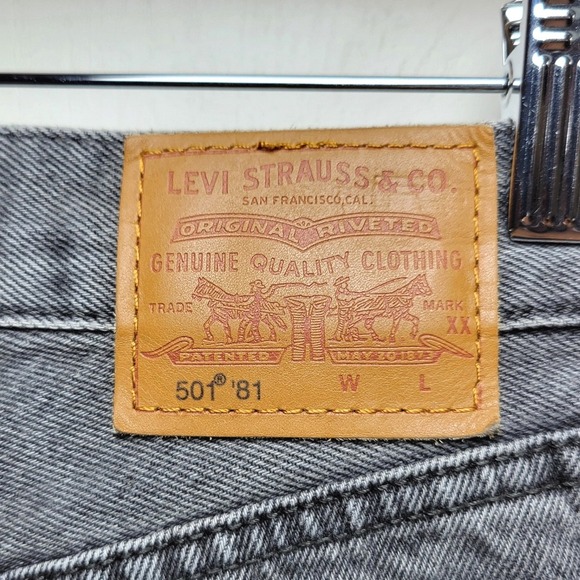 LEVI STRAUSS & CO.
SAN FRANCISCO, CAL.
ORIGINAL RIVETED
GENUINE QUALITY CLOTHING
TRADE MARK
XX
PATENTED MAY 20 1873
501® '81 W L